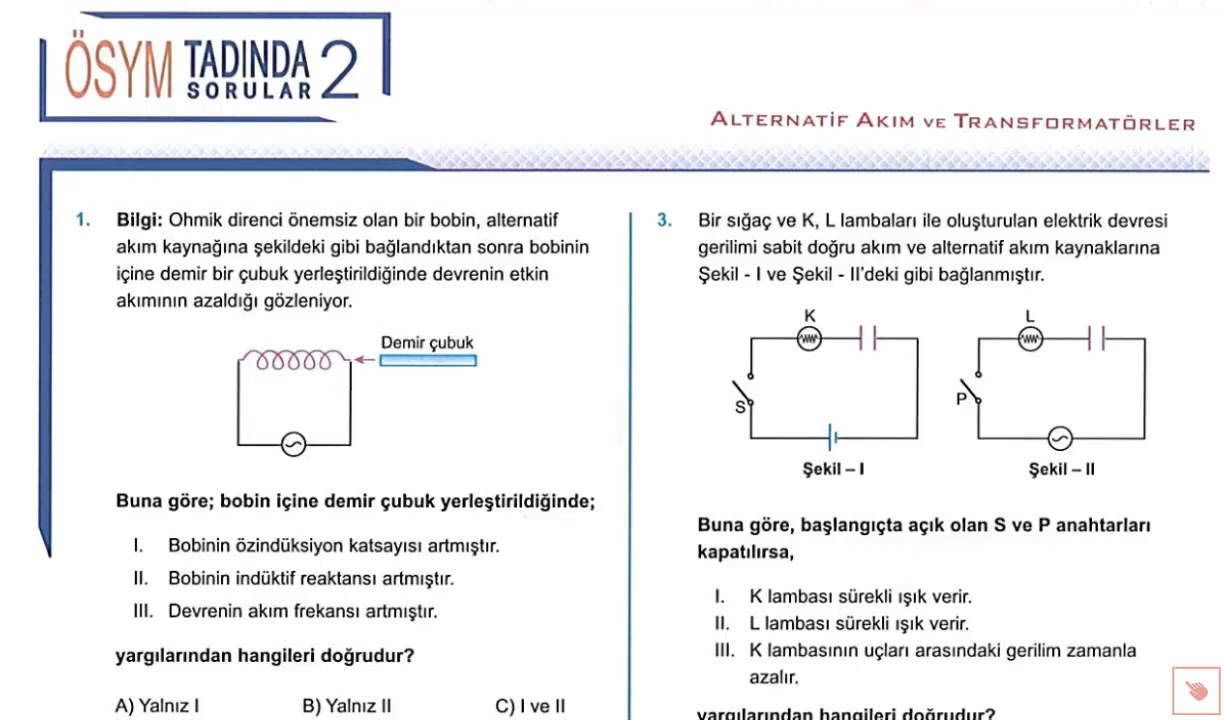 ÖSYM TADINDA SORULAR 2
ALTERNATİF AKIM VE TRANSFORMATÖRLER
1. Bilgi: Ohmik direnci önemsiz olan bir bobin, alternatif
akım kaynağına şekildeki gibi bağlandıktan sonra bobinin
içine demir bir çubuk yerleştirildiğinde devrenin etkin
akımının azaldığı gözleniyor.
Demir çubuk
Buna göre; bobin içine demir çubuk yerleştirildiğinde;
I. Bobinin özindüksiyon katsayısı artmıştır.
II. Bobinin indüktif reaktansı artmıştır.
III. Devrenin akım frekansı artmıştır.
yargılarından hangileri doğrudur?
A) Yalnız I B) Yalnız II C) I ve II
3. Bir sığaç ve K, L lambaları ile oluşturulan elektrik devresi
gerilimi sabit doğru akım ve alternatif akım kaynaklarına
Şekil - I ve Şekil - II'deki gibi bağlanmıştır.
K L
S P
Şekil – I Şekil – II
Buna göre, başlangıçta açık olan S ve P anahtarları
kapatılırsa,
I. K lambası sürekli ışık verir.
II. L lambası sürekli ışık verir.
III. K lambasının uçları arasındaki gerilim zamanla
azalır.
yargılarından hangileri doğrudur?